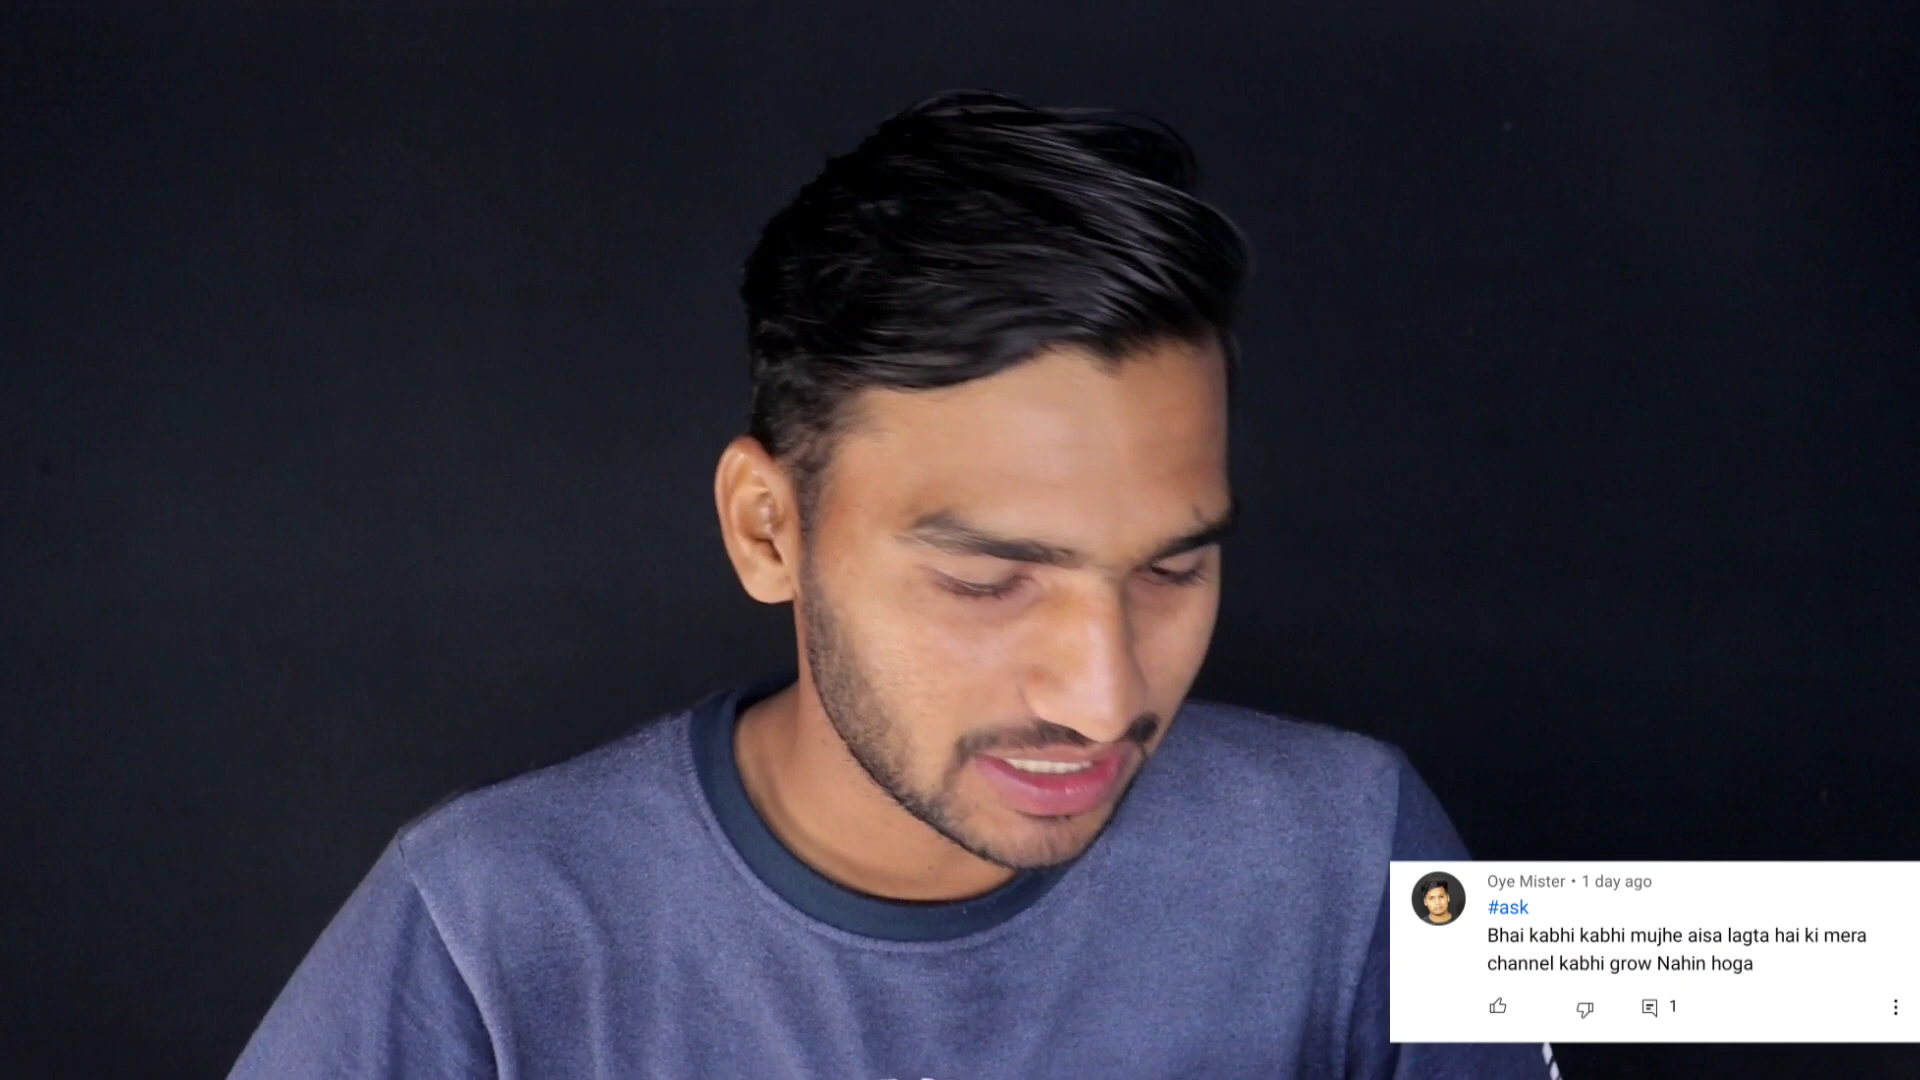 Oye Mister • 1 day ago
#ask
Bhai kabhi kabhi mujhe aisa lagta hai ki mera
channel kabhi grow Nahin hoga
1